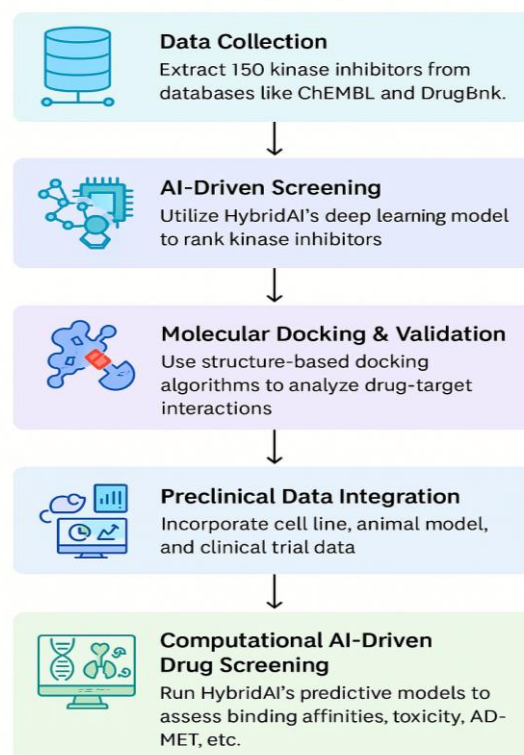 Data Collection
Extract 150 kinase inhibitors from
databases like ChEMBL and DrugBnk.
AI-Driven Screening
Utilize HybridAI's deep learning model
to rank kinase inhibitors
Molecular Docking & Validation
Use structure-based docking
algorithms to analyze drug-target
interactions
Preclinical Data Integration
Incorporate cell line, animal model,
and clinical trial data
Computational AI-Driven
Drug Screening
Run HybridAI's predictive models to
assess binding affinities, toxicity, AD-
MET, etc.